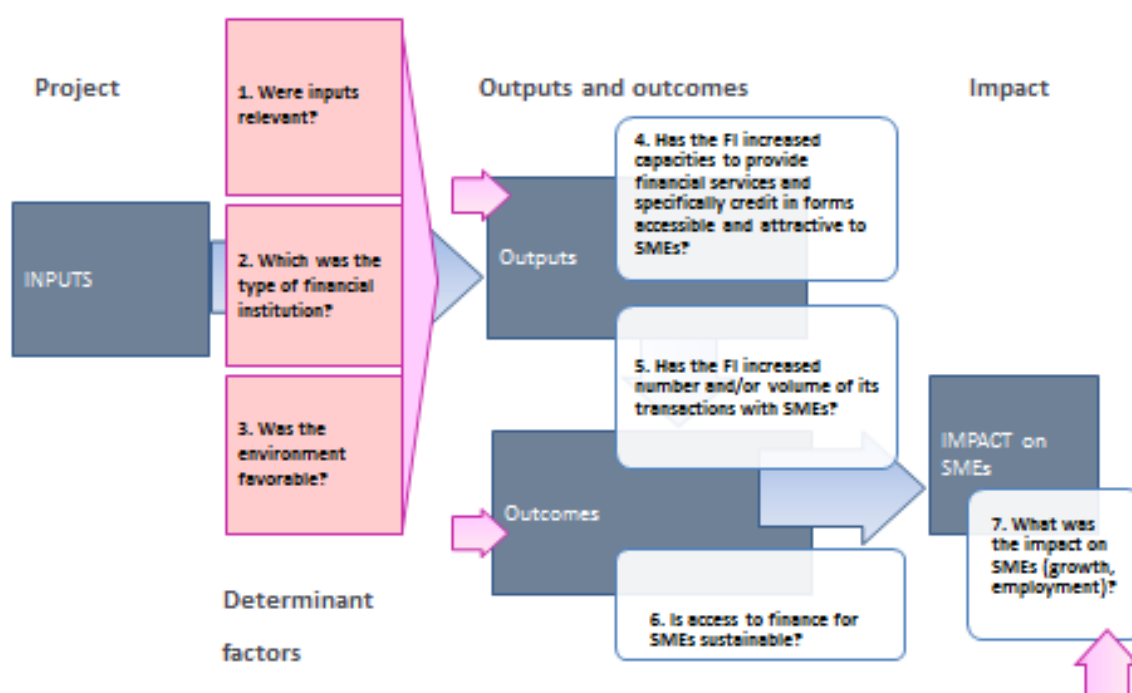 Project
Outputs and outcomes
Impact
1. Were inputs
relevant?
2. Which was the
type of financial
institution?
3. Was the
environment
favorable?
INPUTS
Determinant
factors
Outputs
4. Has the FI increased
capacities to provide
financial services and
specifically credit in forms
accessible and attractive to
SMEs?
5. Has the FI increased
number and/or volume of its
transactions with SMEs?
Outcomes
6. Is access to finance for
SMEs sustainable?
IMPACT on
SMEs
7. What was
the impact on
SMEs (growth,
employment)?